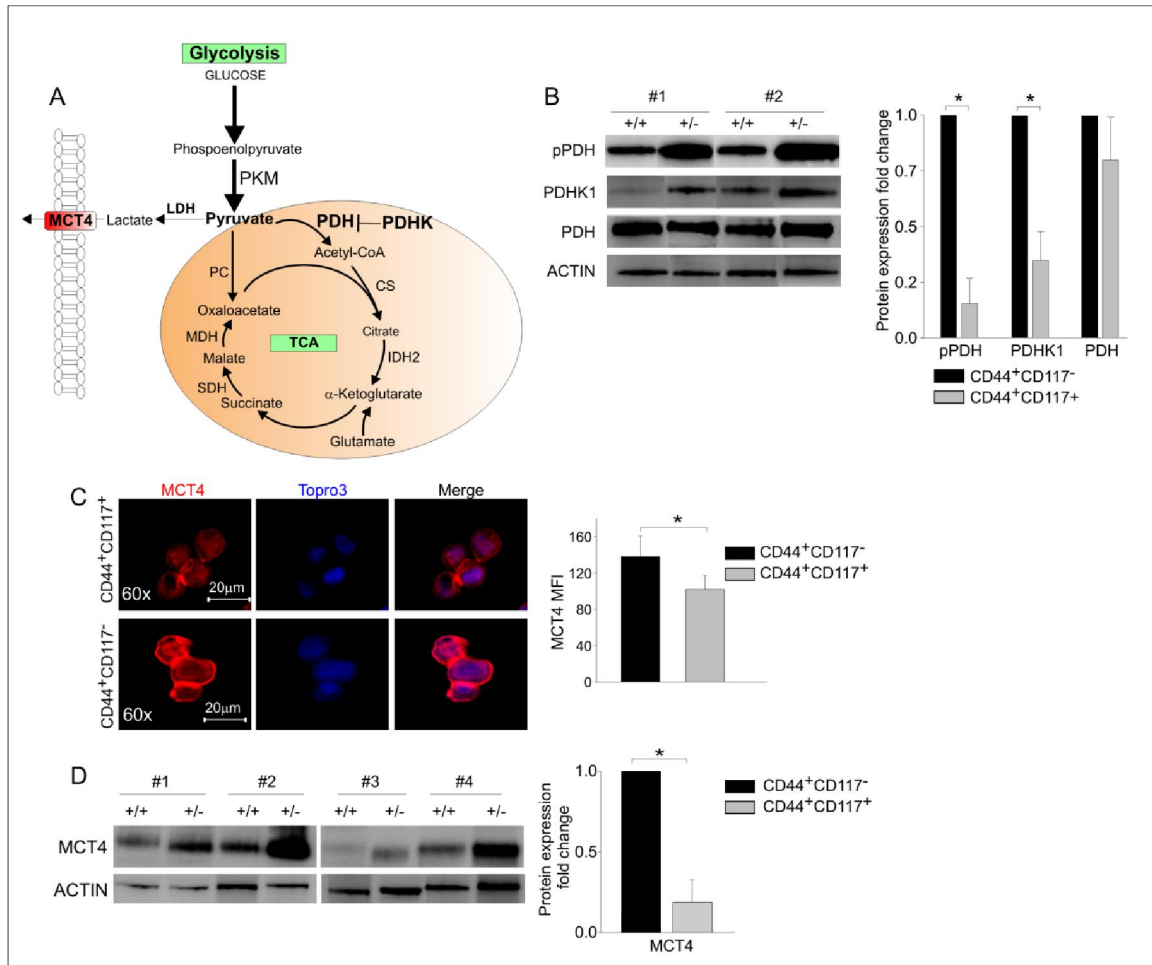 A
Glycolysis
GLUCOSE
Phospoenolpyruvate
PKM
MCT4
Lactate
LDH
Pyruvate
PDH
PDHK
Acetyl-CoA
PC
CS
Oxaloacetate
Citrate
MDH
TCA
IDH2
Malate
SDH
α-Ketoglutarate
Succinate
Glutamate
B
#1 #2
+/+ +/- +/+ +/-
pPDH
PDHK1
PDH
ACTIN
Protein expression fold change
1.0
0.7
0.5
0.2
0.0
* *
pPDH PDHK1 PDH
CD44⁺CD117-
CD44⁺CD117+
C
MCT4 Topro3 Merge
CD44⁺CD117⁺
60x 20µm
CD44⁺CD117⁻
60x 20µm
MCT4 MFI
160
120
80
40
0
*
CD44⁺CD117⁻
CD44⁺CD117⁺
D
#1 #2 #3 #4
+/+ +/- +/+ +/- +/+ +/- +/+ +/-
MCT4
ACTIN
Protein expression
fold change
1.0
0.5
0.0
*
MCT4
CD44⁺CD117⁻
CD44⁺CD117⁺